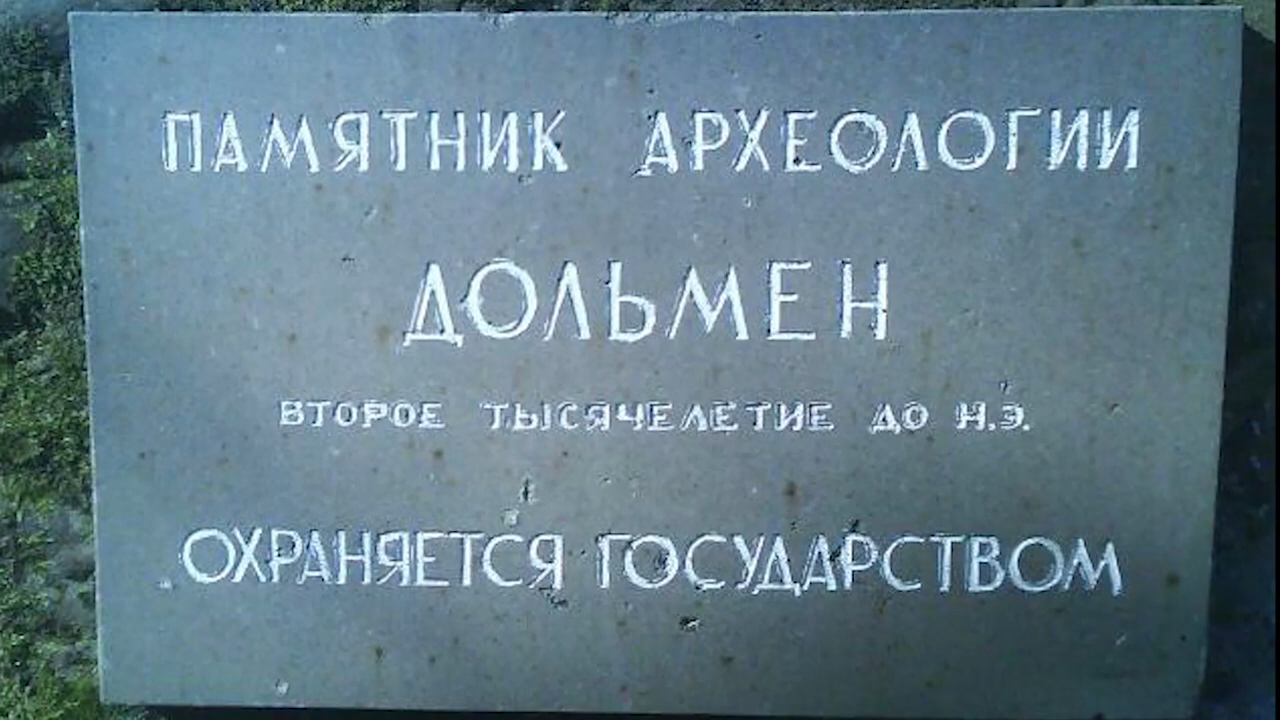 ПАМЯТНИК АРХЕОЛОГИИ
ДОЛЬМЕН
ВТОРОЕ ТЫСЯЧЕЛЕТИЕ ДО Н.Э.
ОХРАНЯЕТСЯ ГОСУДАРСТВОМ